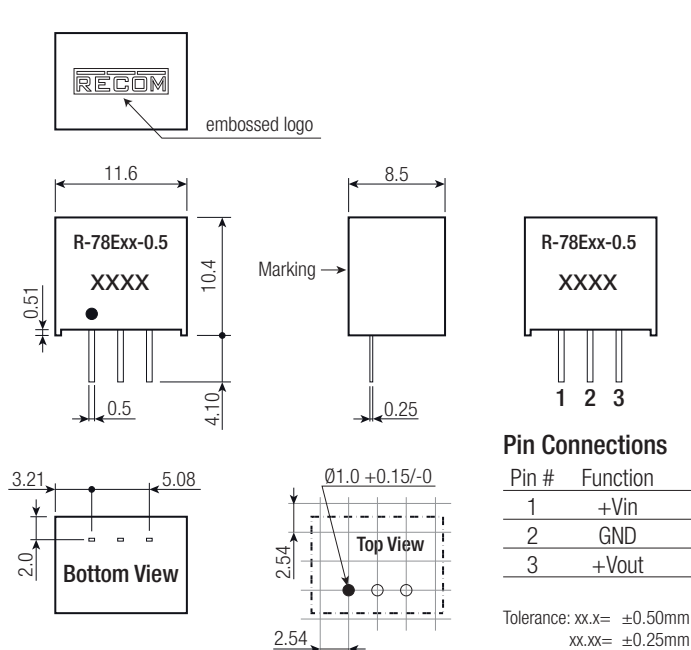 RECOM
embossed logo
11.6
8.5
R-78Exx-0.5
XXXX
0.51
10.4
0.5
4.10
Marking
0.25
R-78Exx-0.5
XXXX
1 2 3
3.21
5.08
2.0
Bottom View
Ø1.0 +0.15/-0
2.54
Top View
2.54
Pin Connections
Pin # Function
1 +Vin
2 GND
3 +Vout
Tolerance: xx.x= ±0.50mm
xx.xx= ±0.25mm